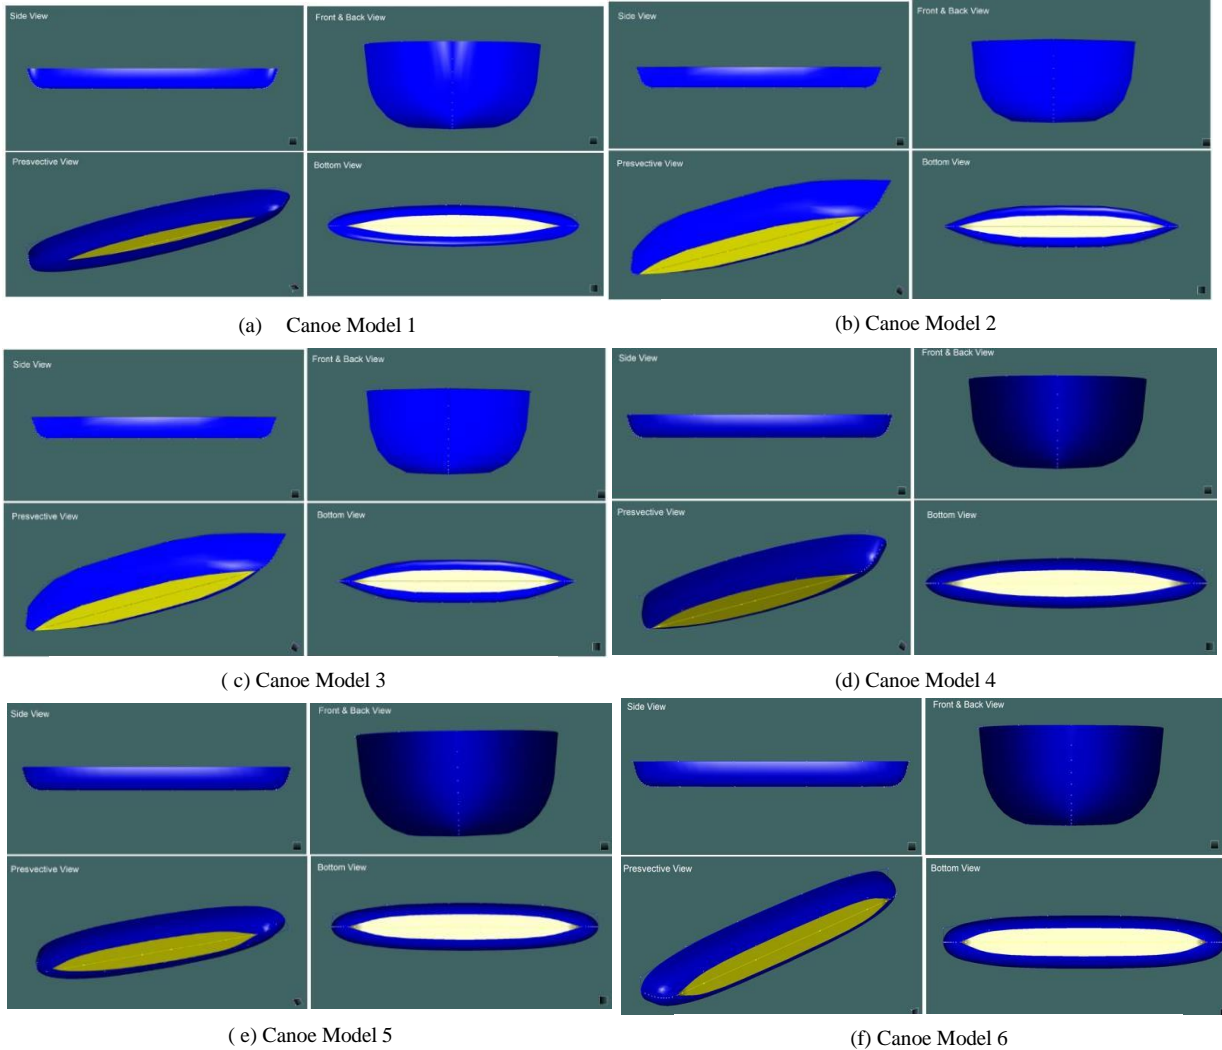 Side View
Front & Back View
Presvective View
Bottom View
(a) Canoe Model 1
Side View
Front & Back View
Presvective View
Bottom View
(b) Canoe Model 2
Side View
Front & Back View
Presvective View
Bottom View
( c) Canoe Model 3
Side View
Front & Back View
Presvective View
Bottom View
(d) Canoe Model 4
Side View
Front & Back View
Presvective View
Bottom View
( e) Canoe Model 5
Side View
Front & Back View
Presvective View
Bottom View
(f) Canoe Model 6